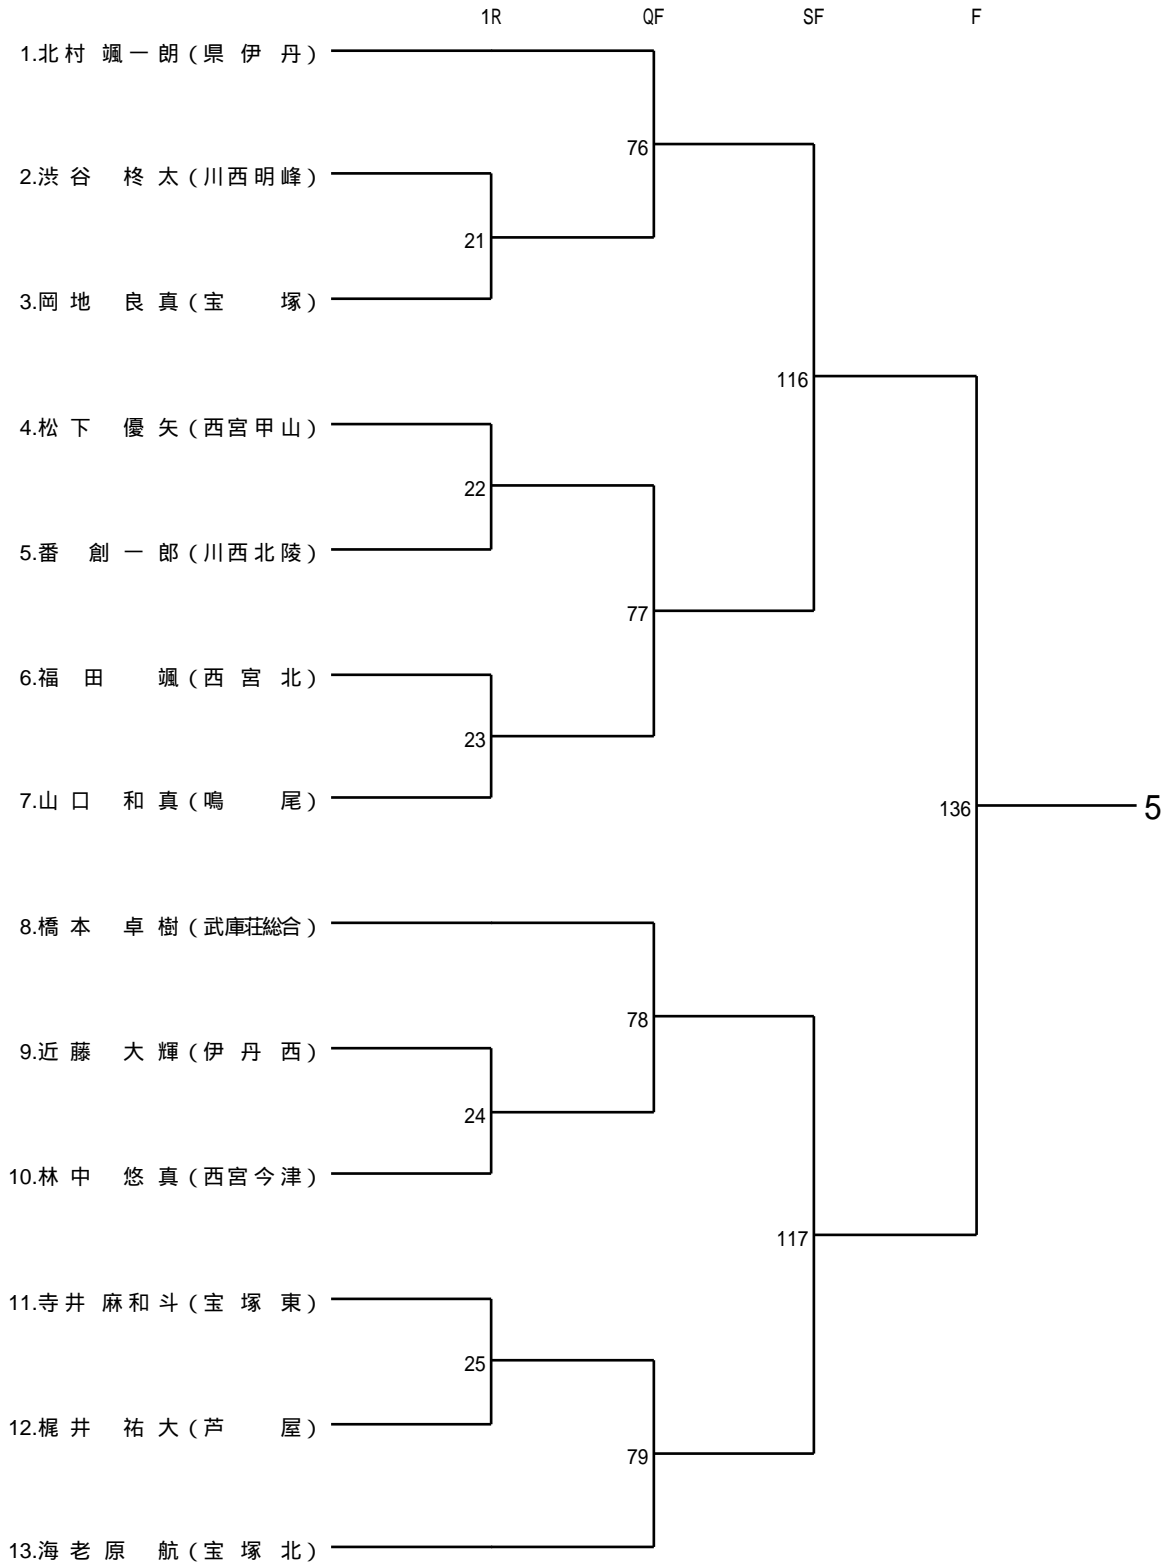 1R QF SF F
1.北村 颯一朗(県 伊 丹)
76
2.渋谷 柊太(川西明峰)
21
3.岡地 良真(宝 塚)
116
4.松下 優矢(西宮甲山)
22
5.番 創一郎(川西北陵)
77
6.福田 颯(西 宮 北)
23
7.山口 和真(鳴 尾)
136 5
8.橋本 卓樹(武庫荘総合)
78
9.近藤 大輝(伊 丹 西)
24
10.林中 悠真(西宮今津)
117
11.寺井 麻和斗(宝 塚 東)
25
12.梶井 祐大(芦 屋)
79
13.海老原 航(宝 塚 北)